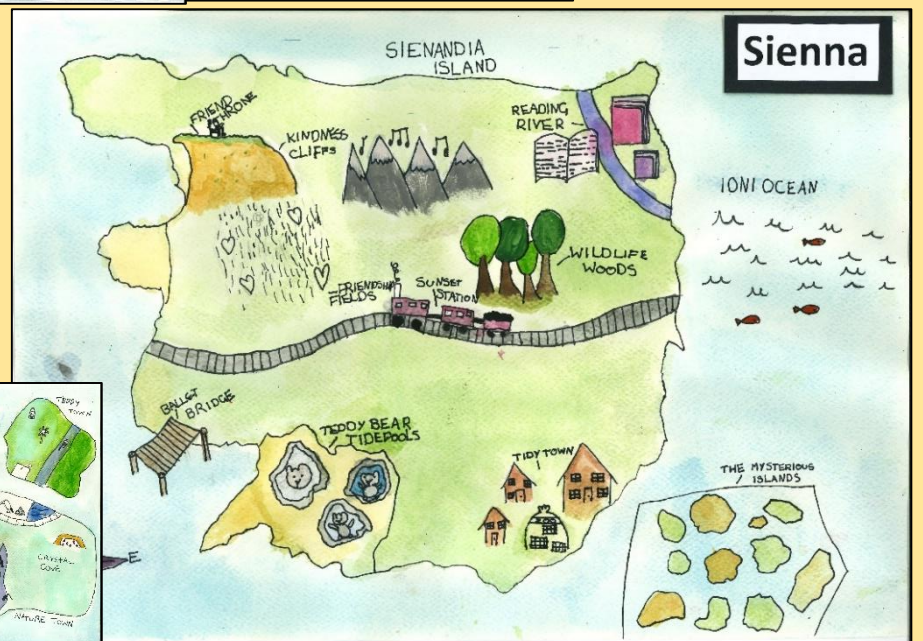 Sienna
SIENANDIA
ISLAND
FRIEND
THRONE
KINDNESS
CLIFFS
READING
RIVER
IONI OCEAN
WILDLIFE
WOODS
FRIENDSHIP
FIELDS
SUNSET
STATION
BALLET
BRIDGE
TEDDY BEAR
TIDEPOOLS
TIDY TOWN
THE MYSTERIOUS
ISLANDS
TEDDY
TOWN
CRYSTAL
COVE
E
NATURE TOWN